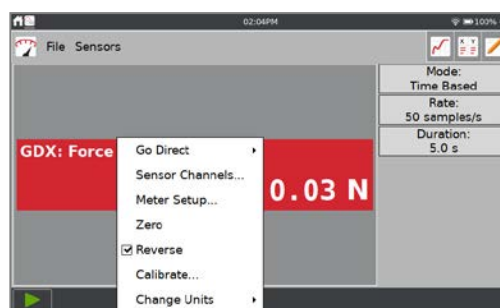 02:04PM
100%
File Sensors
X Y
Mode:
Time Based
Rate:
50 samples/s
Duration:
5.0 s
GDX: Force
0.03 N
Go Direct
Sensor Channels...
Meter Setup...
Zero
Reverse
Calibrate...
Change Units